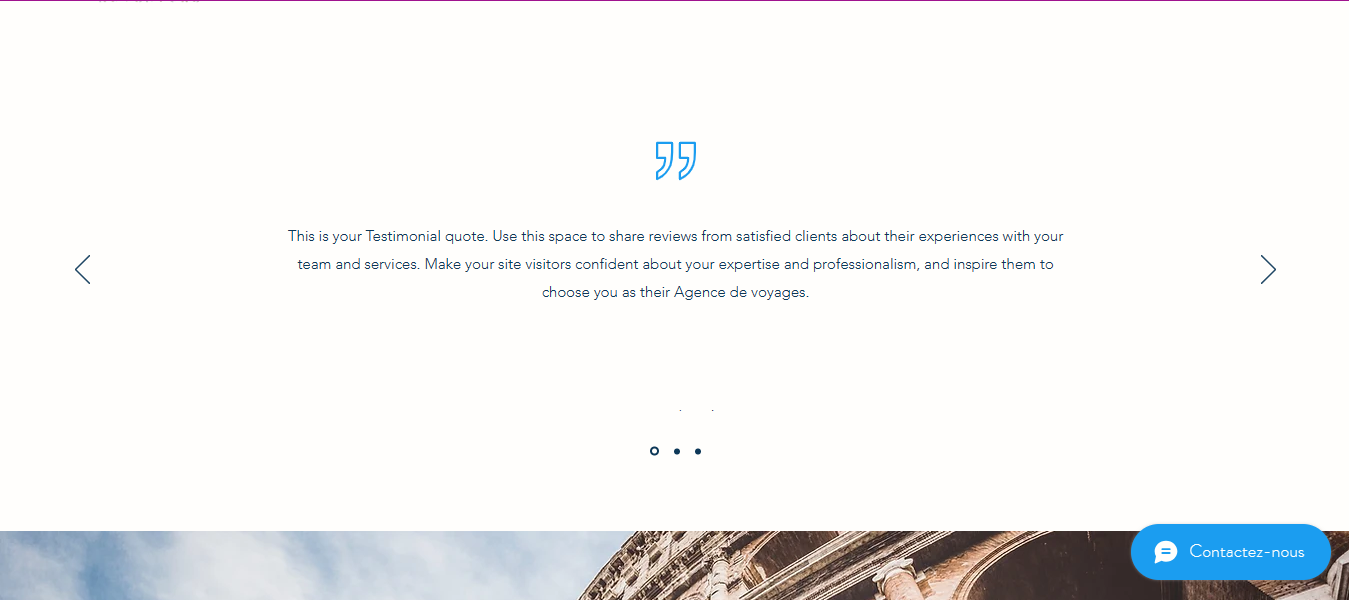 This is your Testimonial quote. Use this space to share reviews from satisfied clients about their experiences with your
team and services. Make your site visitors confident about your expertise and professionalism, and inspire them to
choose you as their Agence de voyages.
Contactez-nous